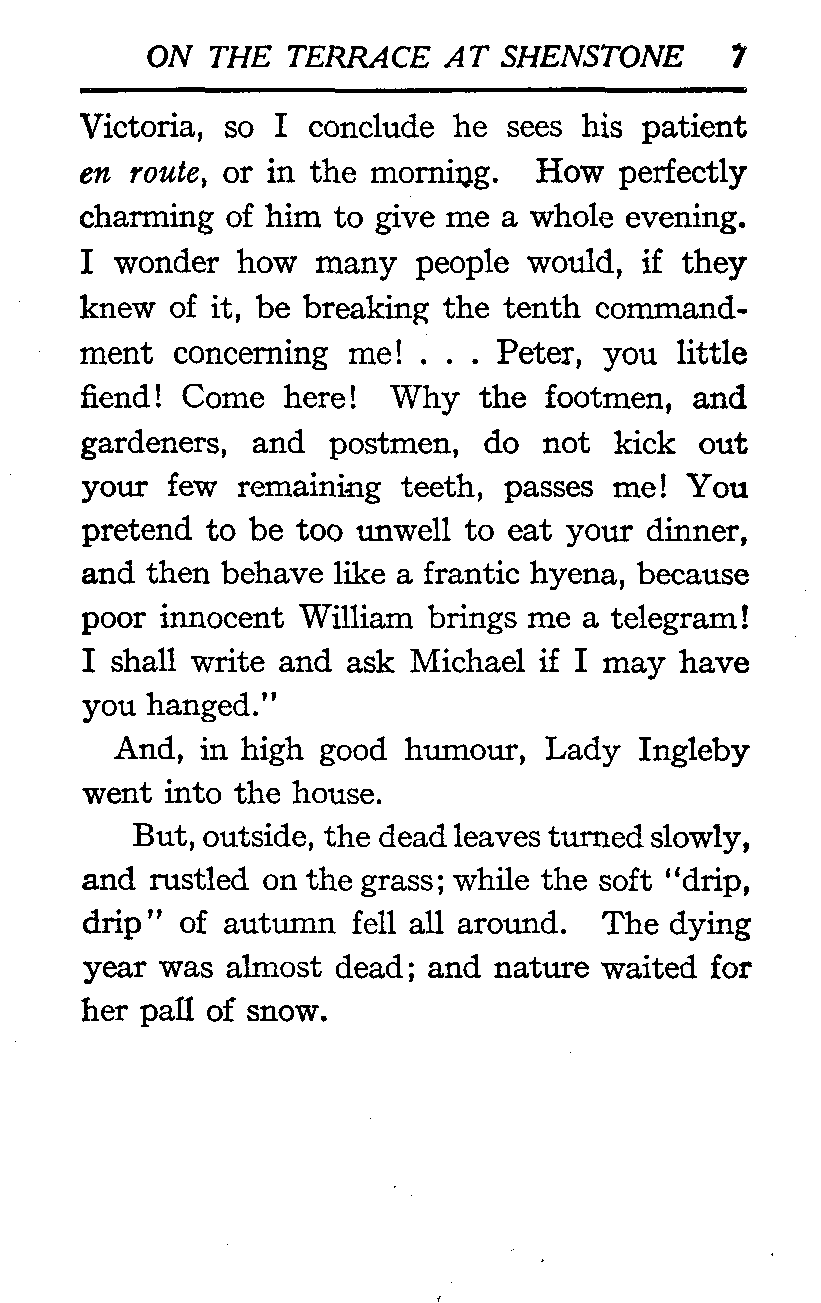 ON THE TERRACE AT SHENSTONE 7
Victoria, so I conclude he sees his patient
en route, or in the morning. How perfectly
charming of him to give me a whole evening.
I wonder how many people would, if they
knew of it, be breaking the tenth command-
ment concerning me! . . . Peter, you little
fiend! Come here! Why the footmen, and
gardeners, and postmen, do not kick out
your few remaining teeth, passes me! You
pretend to be too unwell to eat your dinner,
and then behave like a frantic hyena, because
poor innocent William brings me a telegram!
I shall write and ask Michael if I may have
you hanged."
And, in high good humour, Lady Ingleby
went into the house.
But, outside, the dead leaves turned slowly,
and rustled on the grass; while the soft "drip,
drip" of autumn fell all around. The dying
year was almost dead; and nature waited for
her pall of snow.